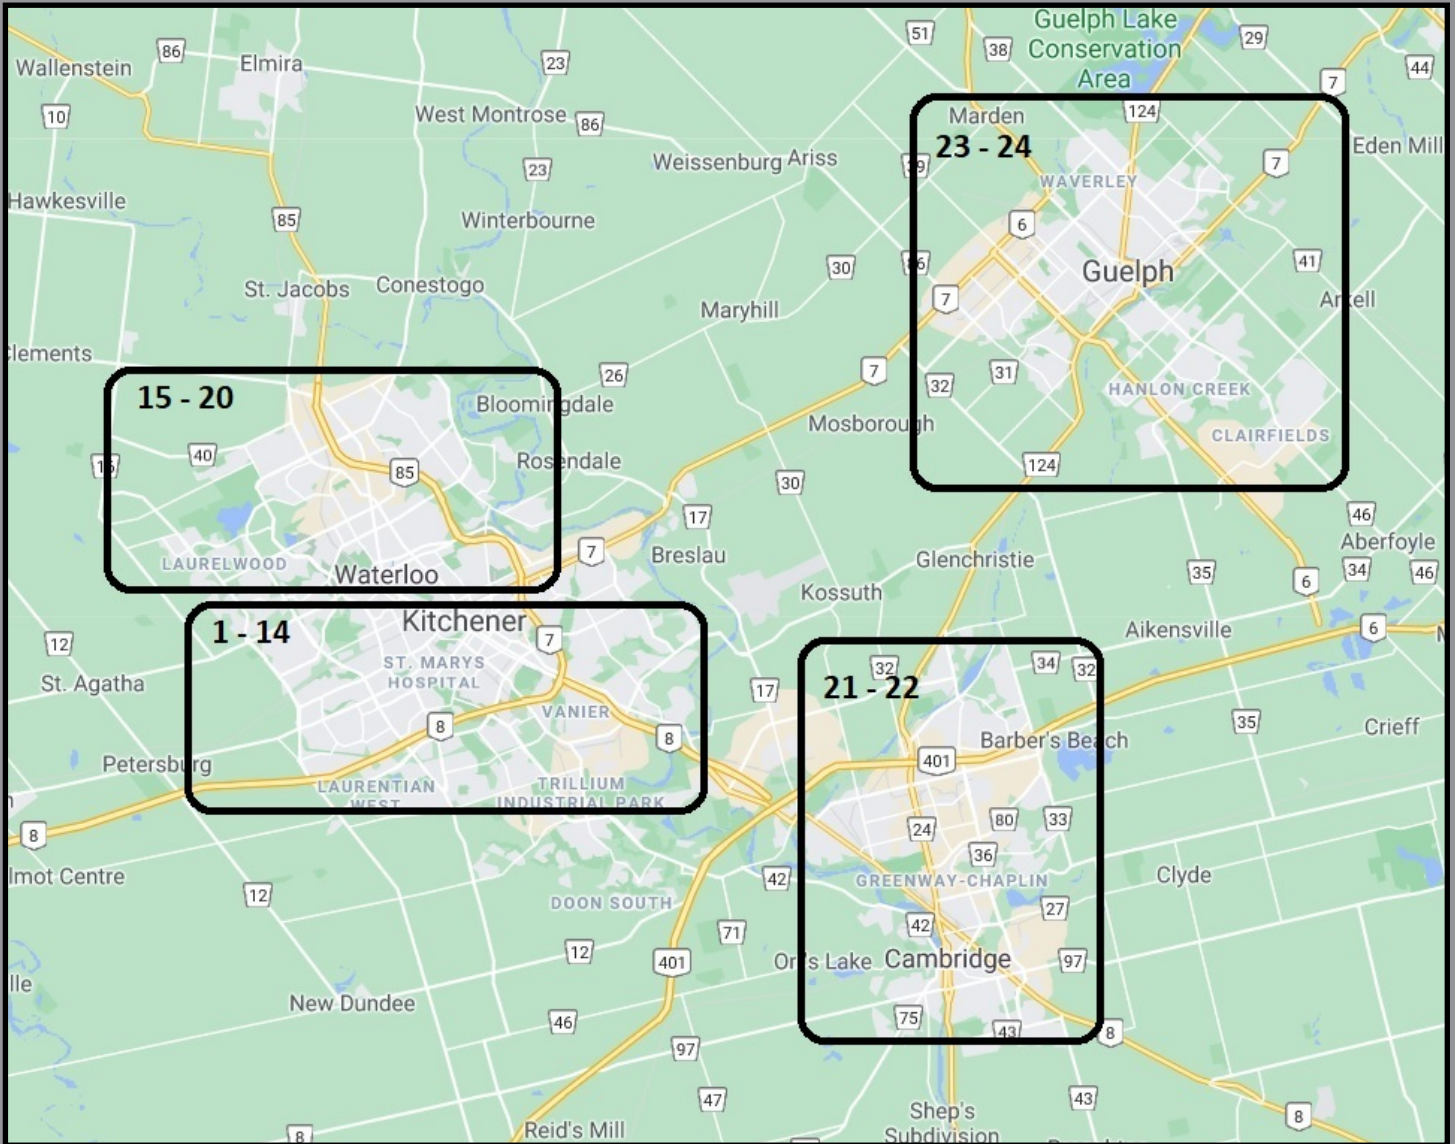 Guelph Lake
Conservation
Area
51
38
29
44
7
86
Elmira
23
Wallenstein
10
West Montrose
86
Marden
124
23 - 24
Eden Mill
Weissenburg
Ariss
23
7
WAVERLEY
Hawkesville
85
Winterbourne
6
Guelph
41
30
St. Jacobs
Conestogo
7
Arkell
Maryhill
Clements
26
7
32
31
HANLON CREEK
15 - 20
Bloomingdale
Mosborough
CLAIRFIELDS
40
85
Rosendale
124
30
17
7
46
Aberfoyle
LAURELWOOD
Waterloo
Breslau
Glenchristie
35
34
46
6
Kossuth
1 - 14
Kitchener
7
12
Aikensville
6
ST. MARYS
HOSPITAL
St. Agatha
32
34
32
17
21 - 22
VANIER
8
8
35
Crieff
Barber's Beach
401
Petersburg
LAURENTIAN
WEST
TRILLIUM
INDUSTRIAL PARK
8
24
80
33
36
lmot Centre
42
GREENWAY-CHAPLIN
Clyde
12
DOON SOUTH
27
42
71
12
401
Orr's Lake
Cambridge
97
lle
New Dundee
46
75
43
8
97
47
43
Shep's
Subdivision
8
8
Reid's Mill